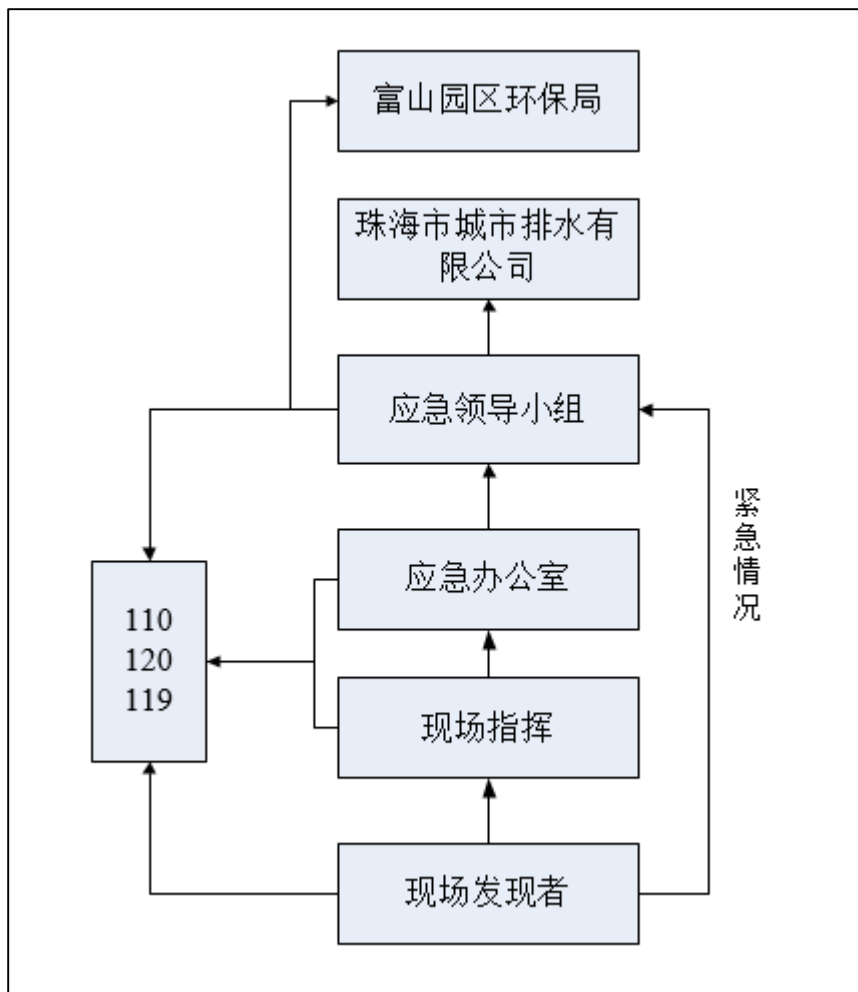 富山园区环保局
珠海市城市排水有
限公司
应急领导小组
紧急情况
应急办公室
110
120
119
现场指挥
现场发现者